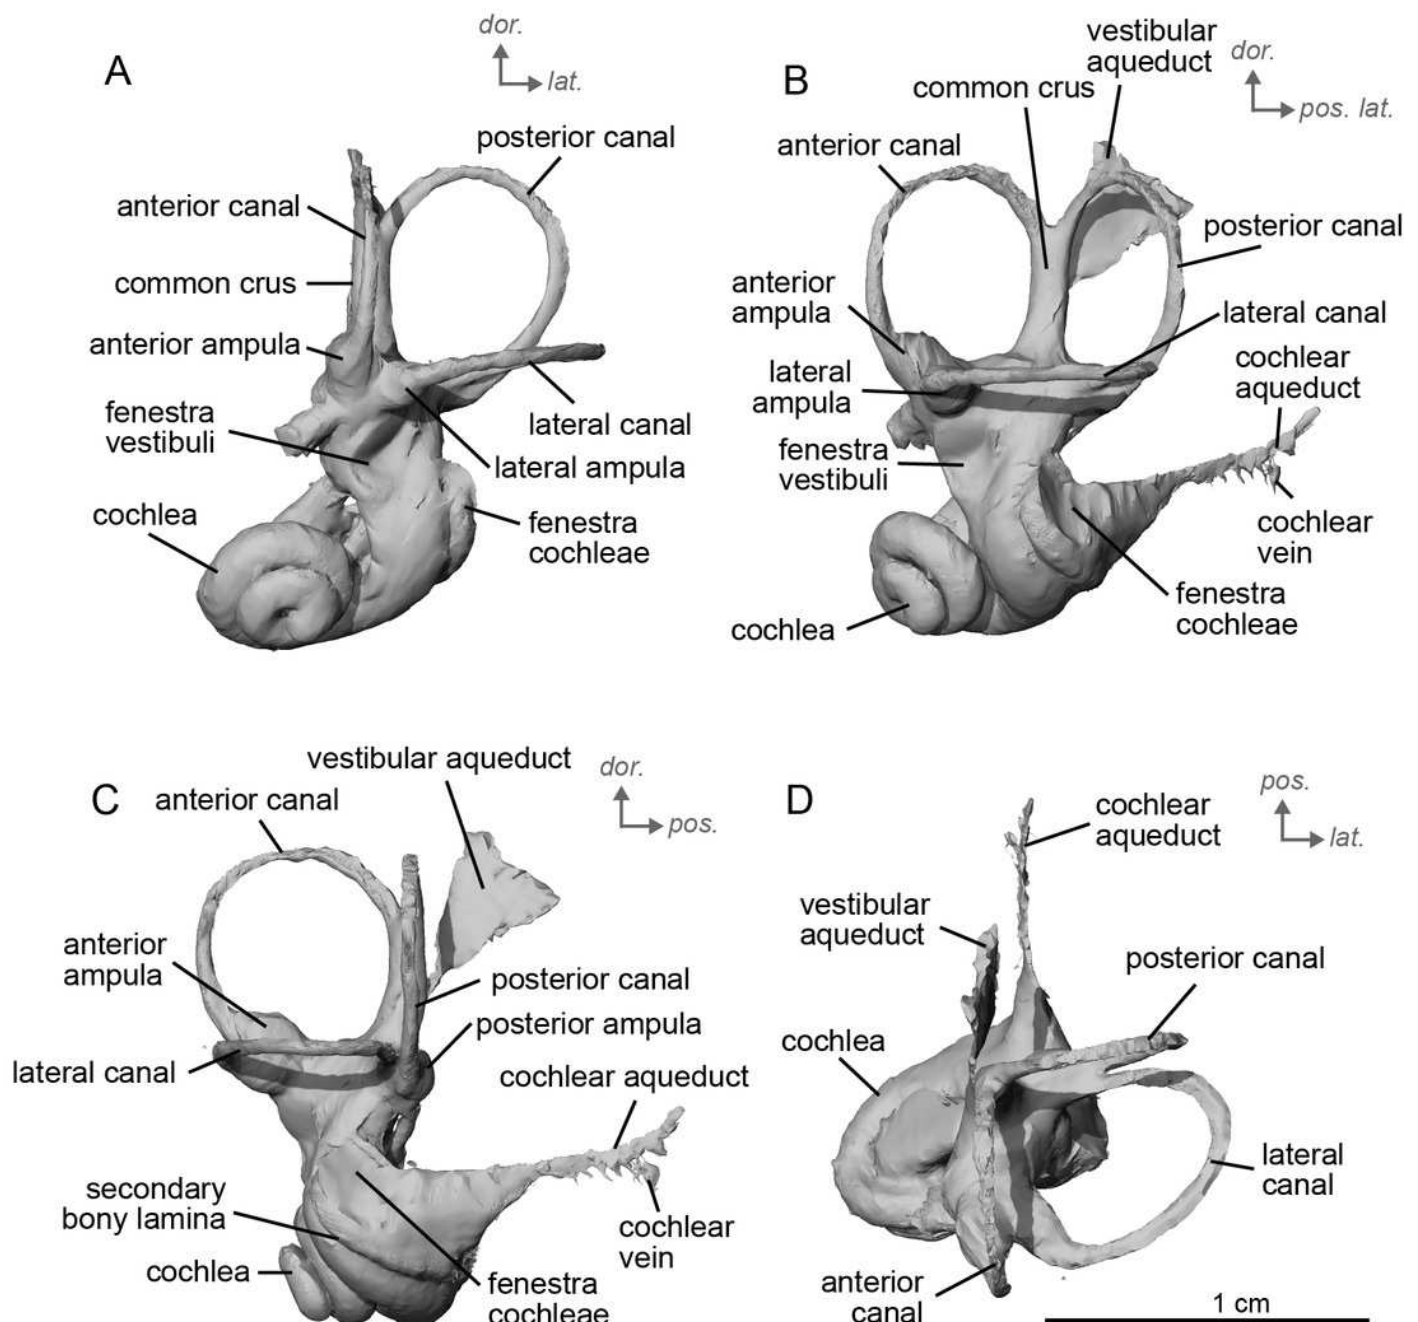 A
dor.
lat.
posterior canal
anterior canal
common crus
anterior ampula
fenestra
vestibuli
cochlea
lateral canal
lateral ampula
fenestra
cochleae
B
vestibular
aqueduct
dor.
pos. lat.
common crus
anterior canal
posterior canal
anterior
ampula
lateral canal
lateral
ampula
cochlear
aqueduct
fenestra
vestibuli
cochlear
vein
fenestra
cochleae
cochlea
C
vestibular aqueduct
dor.
pos.
anterior canal
anterior
ampula
posterior canal
posterior ampula
lateral canal
cochlear aqueduct
secondary
bony lamina
cochlear
vein
cochlea
fenestra
cochleae
D
cochlear
aqueduct
pos.
lat.
vestibular
aqueduct
posterior canal
cochlea
lateral
canal
anterior
canal
1 cm